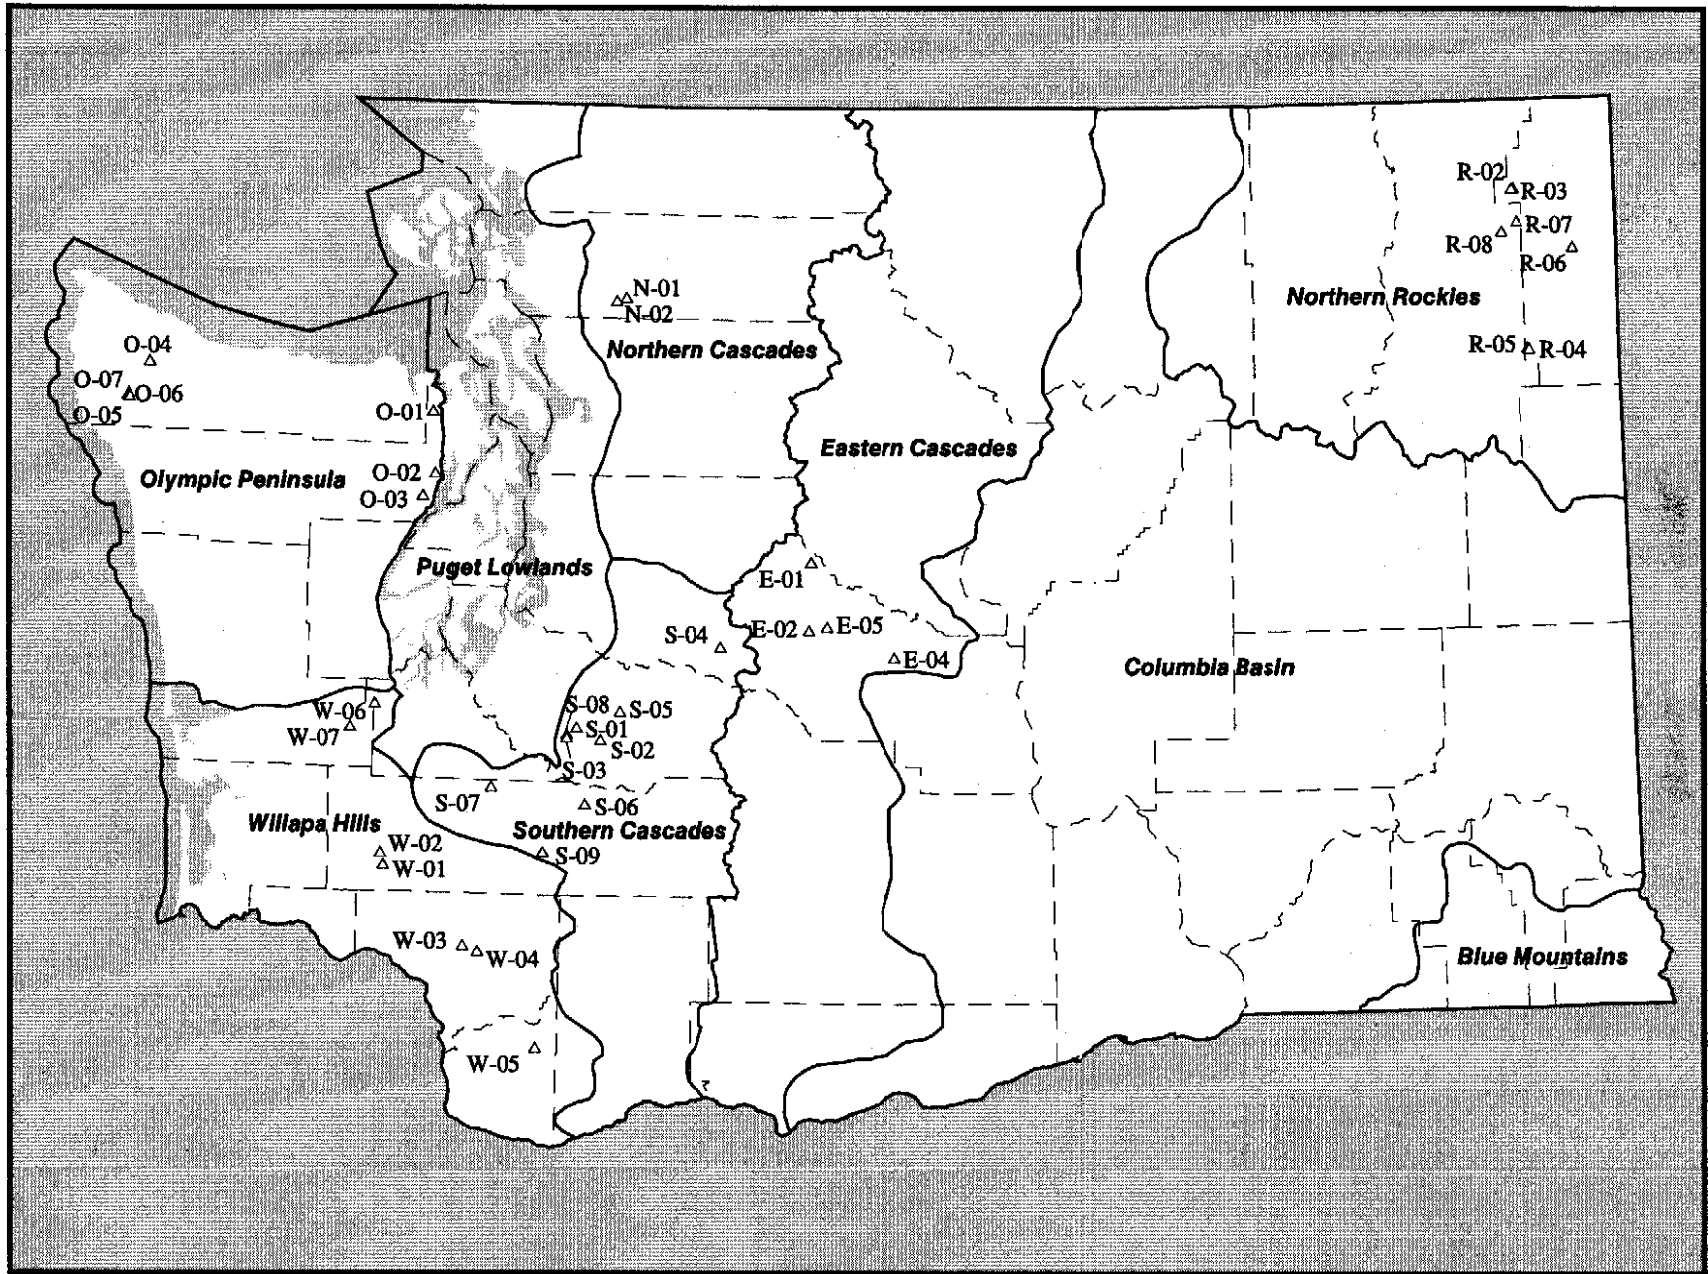 R-02
R-03
R-07
R-08
R-06
N-01
N-02
Northern Rockies
O-04
Northern Cascades
R-05
R-04
O-07
O-06
O-05
O-01
Eastern Cascades
Olympic Peninsula
O-02
O-03
Puget Lowlands
E-01
S-04
E-02
E-05
E-04
Columbia Basin
W-06
W-07
S-08
S-05
S-01
S-02
S-03
S-07
S-06
Willapa Hills
Southern Cascades
W-02
W-01
S-09
W-03
W-04
Blue Mountains
W-05